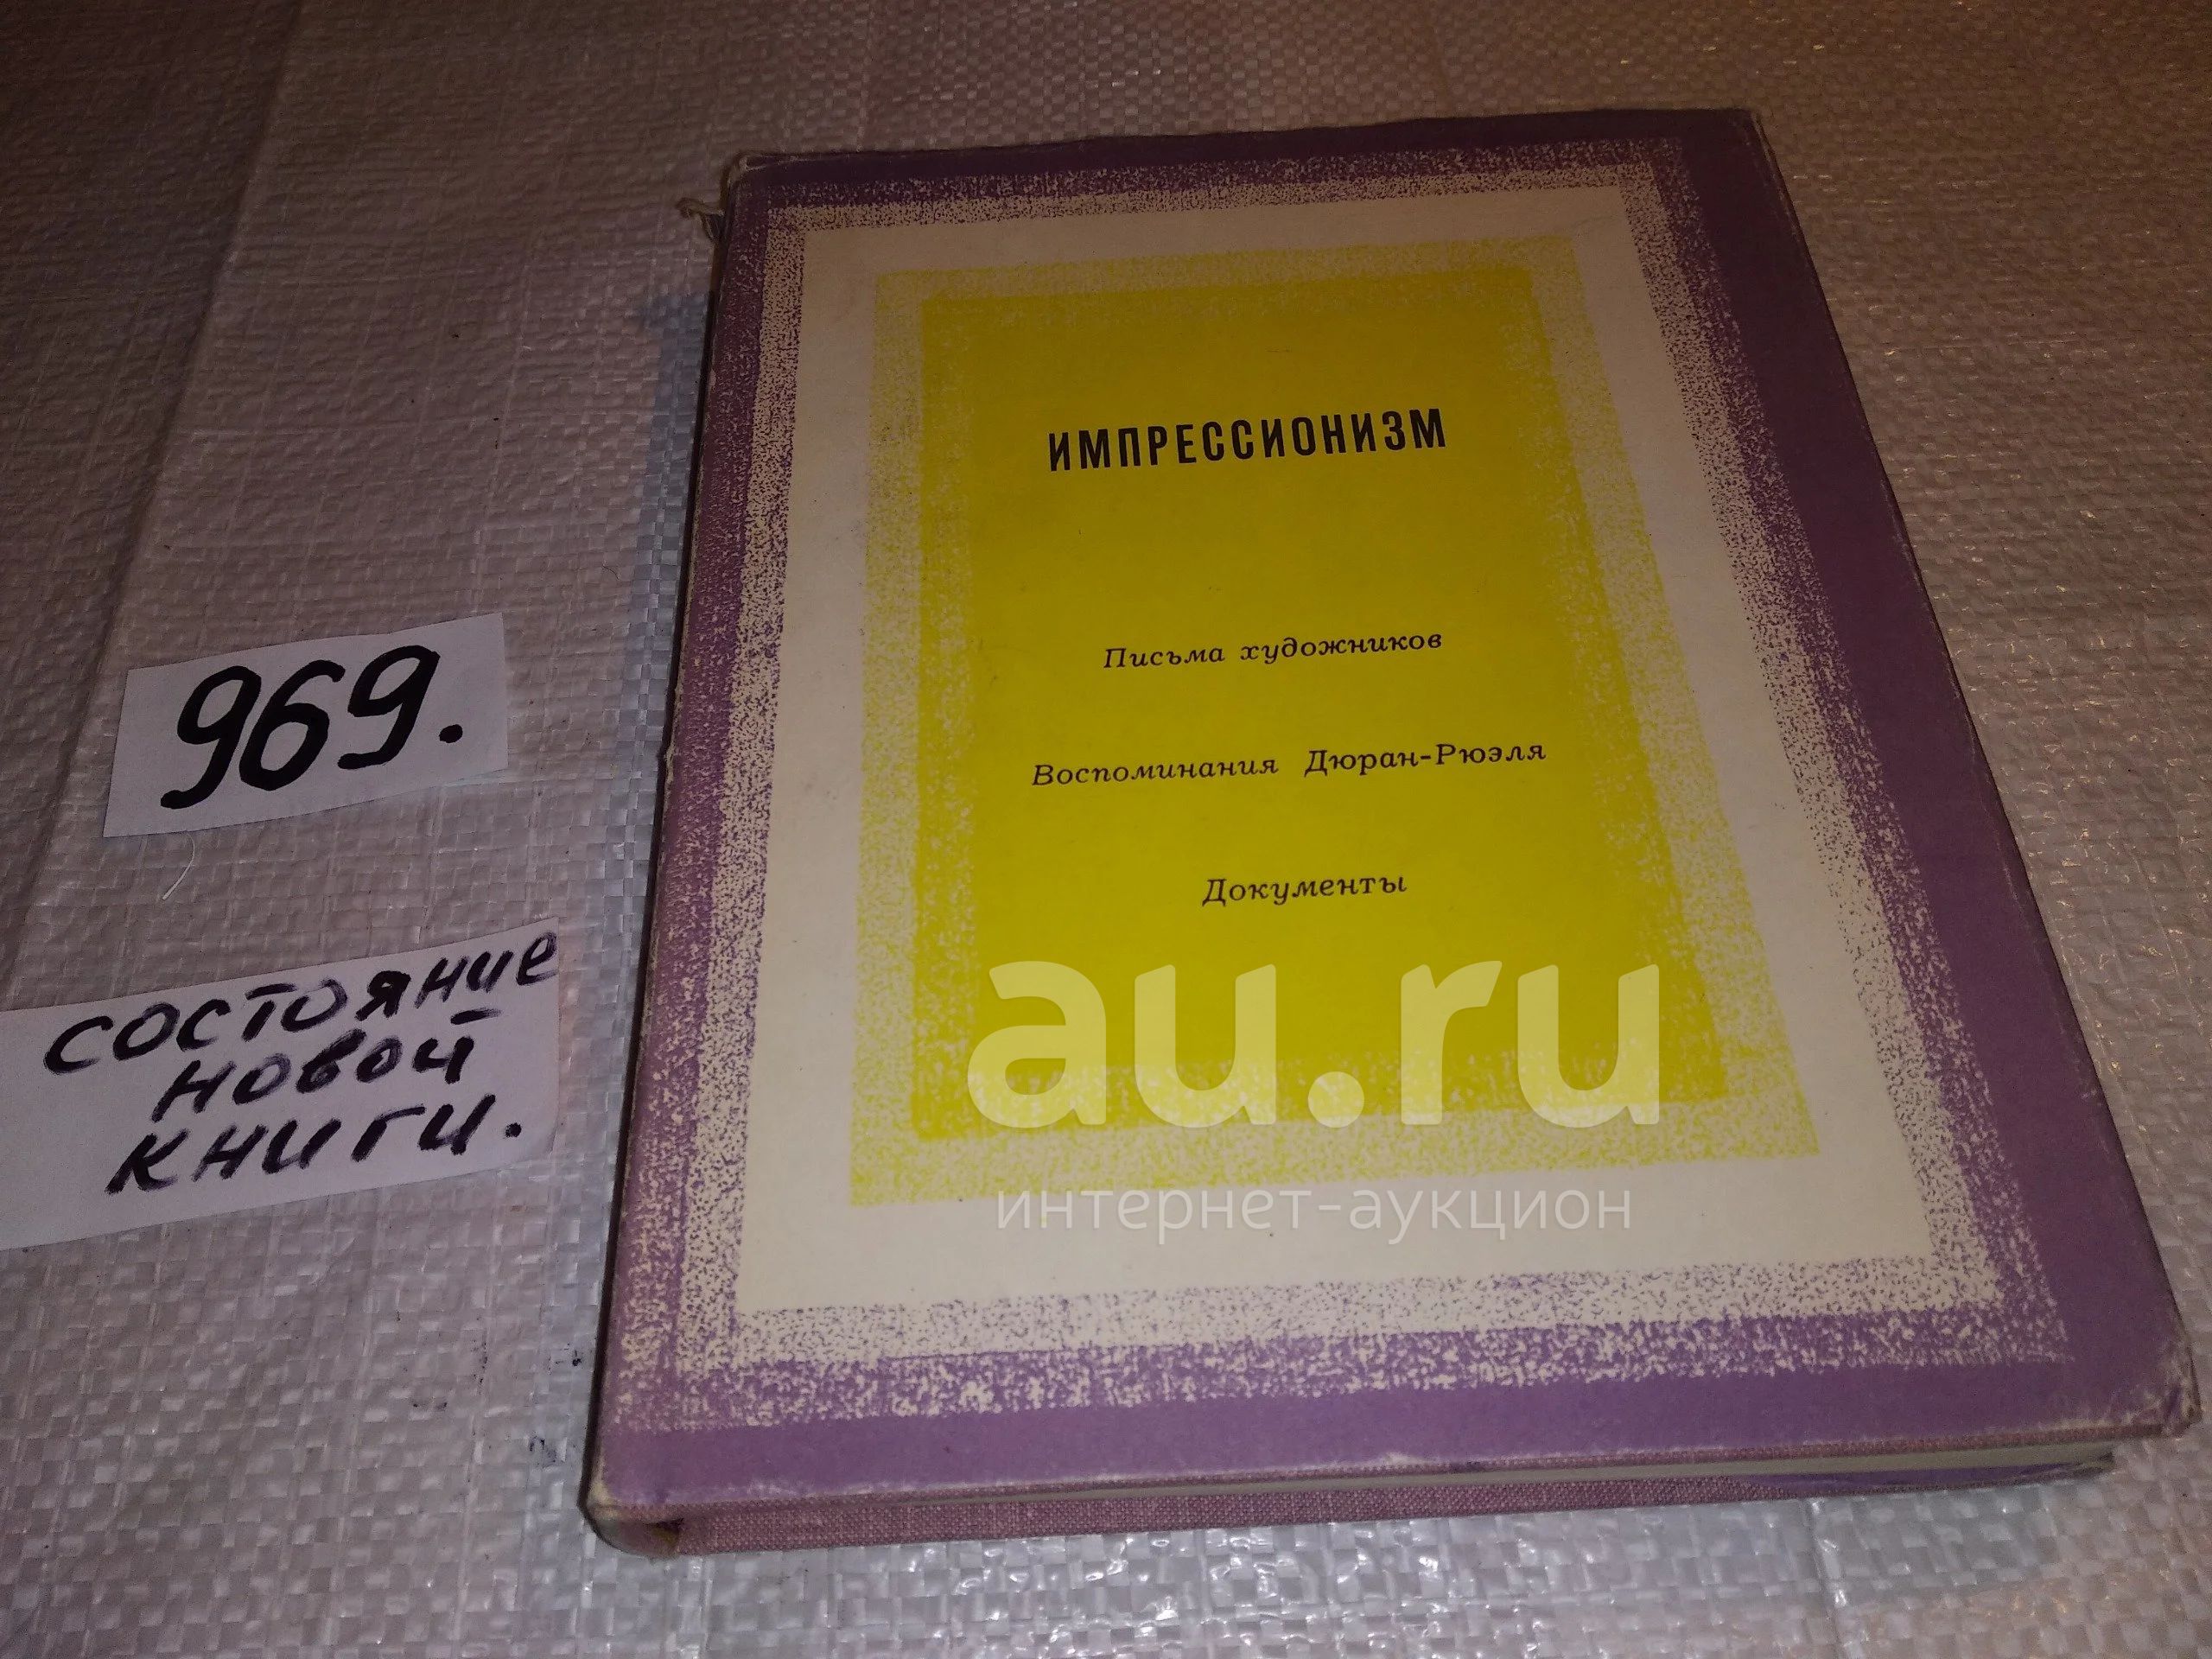 969.
состояние
новой
книги.
ИМПРЕССИОНИЗМ
Письма художников
Воспоминания Дюран-Рюэля
Документы
au.ru
интернет-аукцион